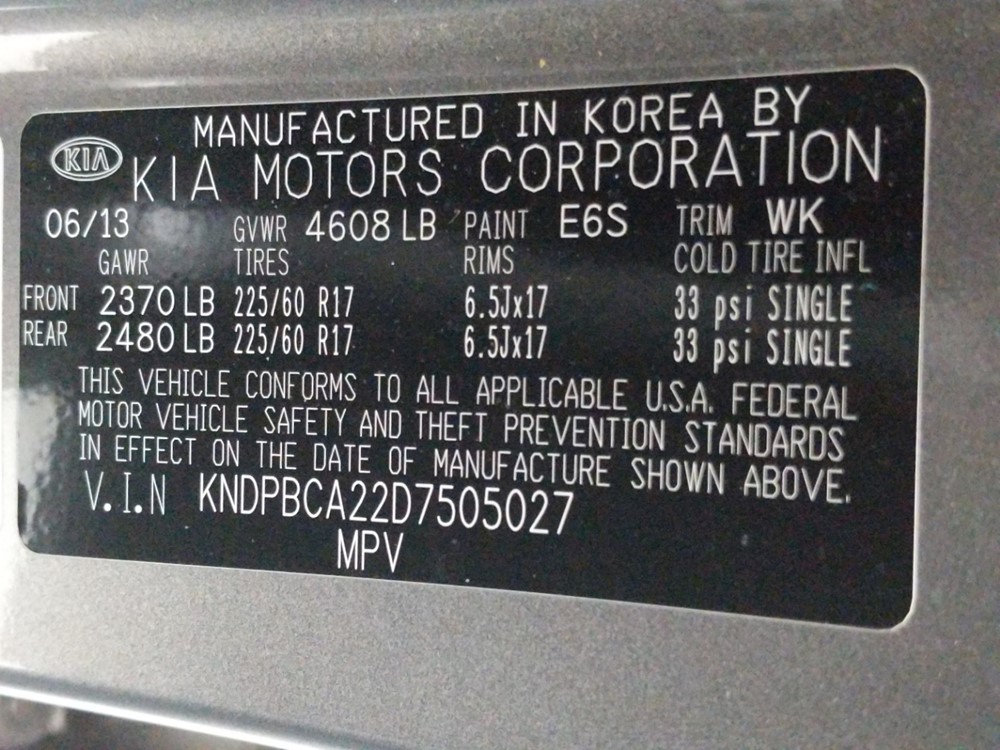 MANUFACTURED IN KOREA BY
KIA KIA MOTORS CORPORATION
06/13 GVWR 4608 LB PAINT E6S TRIM WK
GAWR TIRES RIMS COLD TIRE INFL
FRONT 2370 LB 225/60 R17 6.5Jx17 33 psi SINGLE
REAR 2480 LB 225/60 R17 6.5Jx17 33 psi SINGLE
THIS VEHICLE CONFORMS TO ALL APPLICABLE U.S.A. FEDERAL
MOTOR VEHICLE SAFETY AND THEFT PREVENTION STANDARDS
IN EFFECT ON THE DATE OF MANUFACTURE SHOWN ABOVE.
V.I.N KNDPBCA22D7505027
MPV